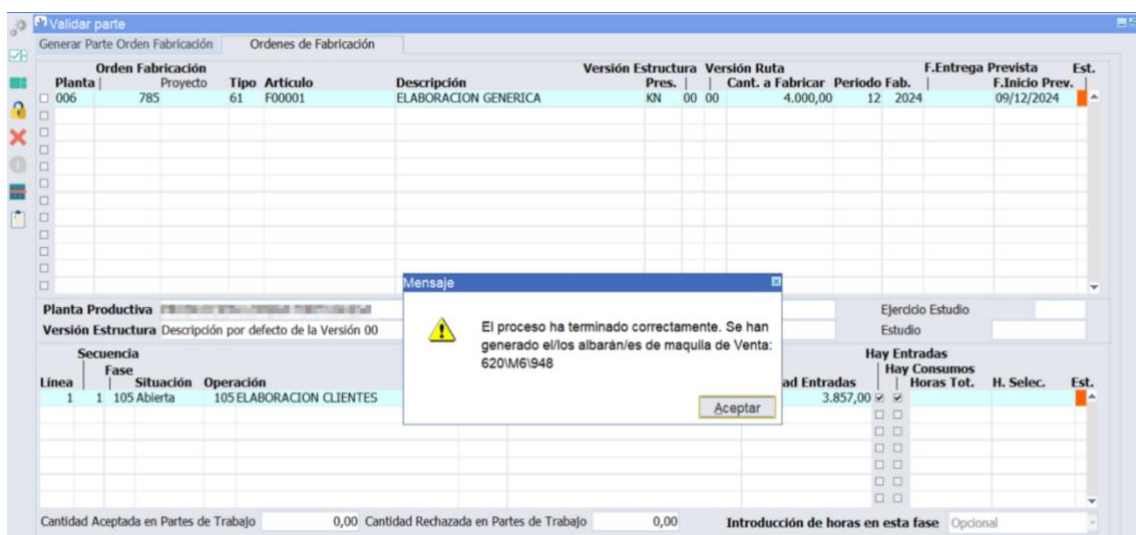 Validar parte
Generar Parte Orden Fabricación Ordenes de Fabricación
Orden Fabricación Versión Estructura Versión Ruta F.Entrega Prevista Est.
Planta Proyecto Tipo Artículo Descripción Pres. Cant. a Fabricar Periodo Fab. F.Inicio Prev.
006 785 61 F00001 ELABORACION GENERICA KN 00 00 4.000,00 12 2024 09/12/2024
Mensaje
El proceso ha terminado correctamente. Se han
generado el/los albarán/es de maquila de Venta:
620\M6\948
Aceptar
Planta Productiva Ejercicio Estudio
Versión Estructura Descripción por defecto de la Versión 00 Estudio
Secuencia Hay Entradas
Fase Hay Consumos
Línea Situación Operación ad Entradas Horas Tot. H. Selec. Est.
1 1 105 Abierta 105 ELABORACION CLIENTES 3.857,00
Cantidad Aceptada en Partes de Trabajo 0,00 Cantidad Rechazada en Partes de Trabajo 0,00 Introducción de horas en esta fase Opcional